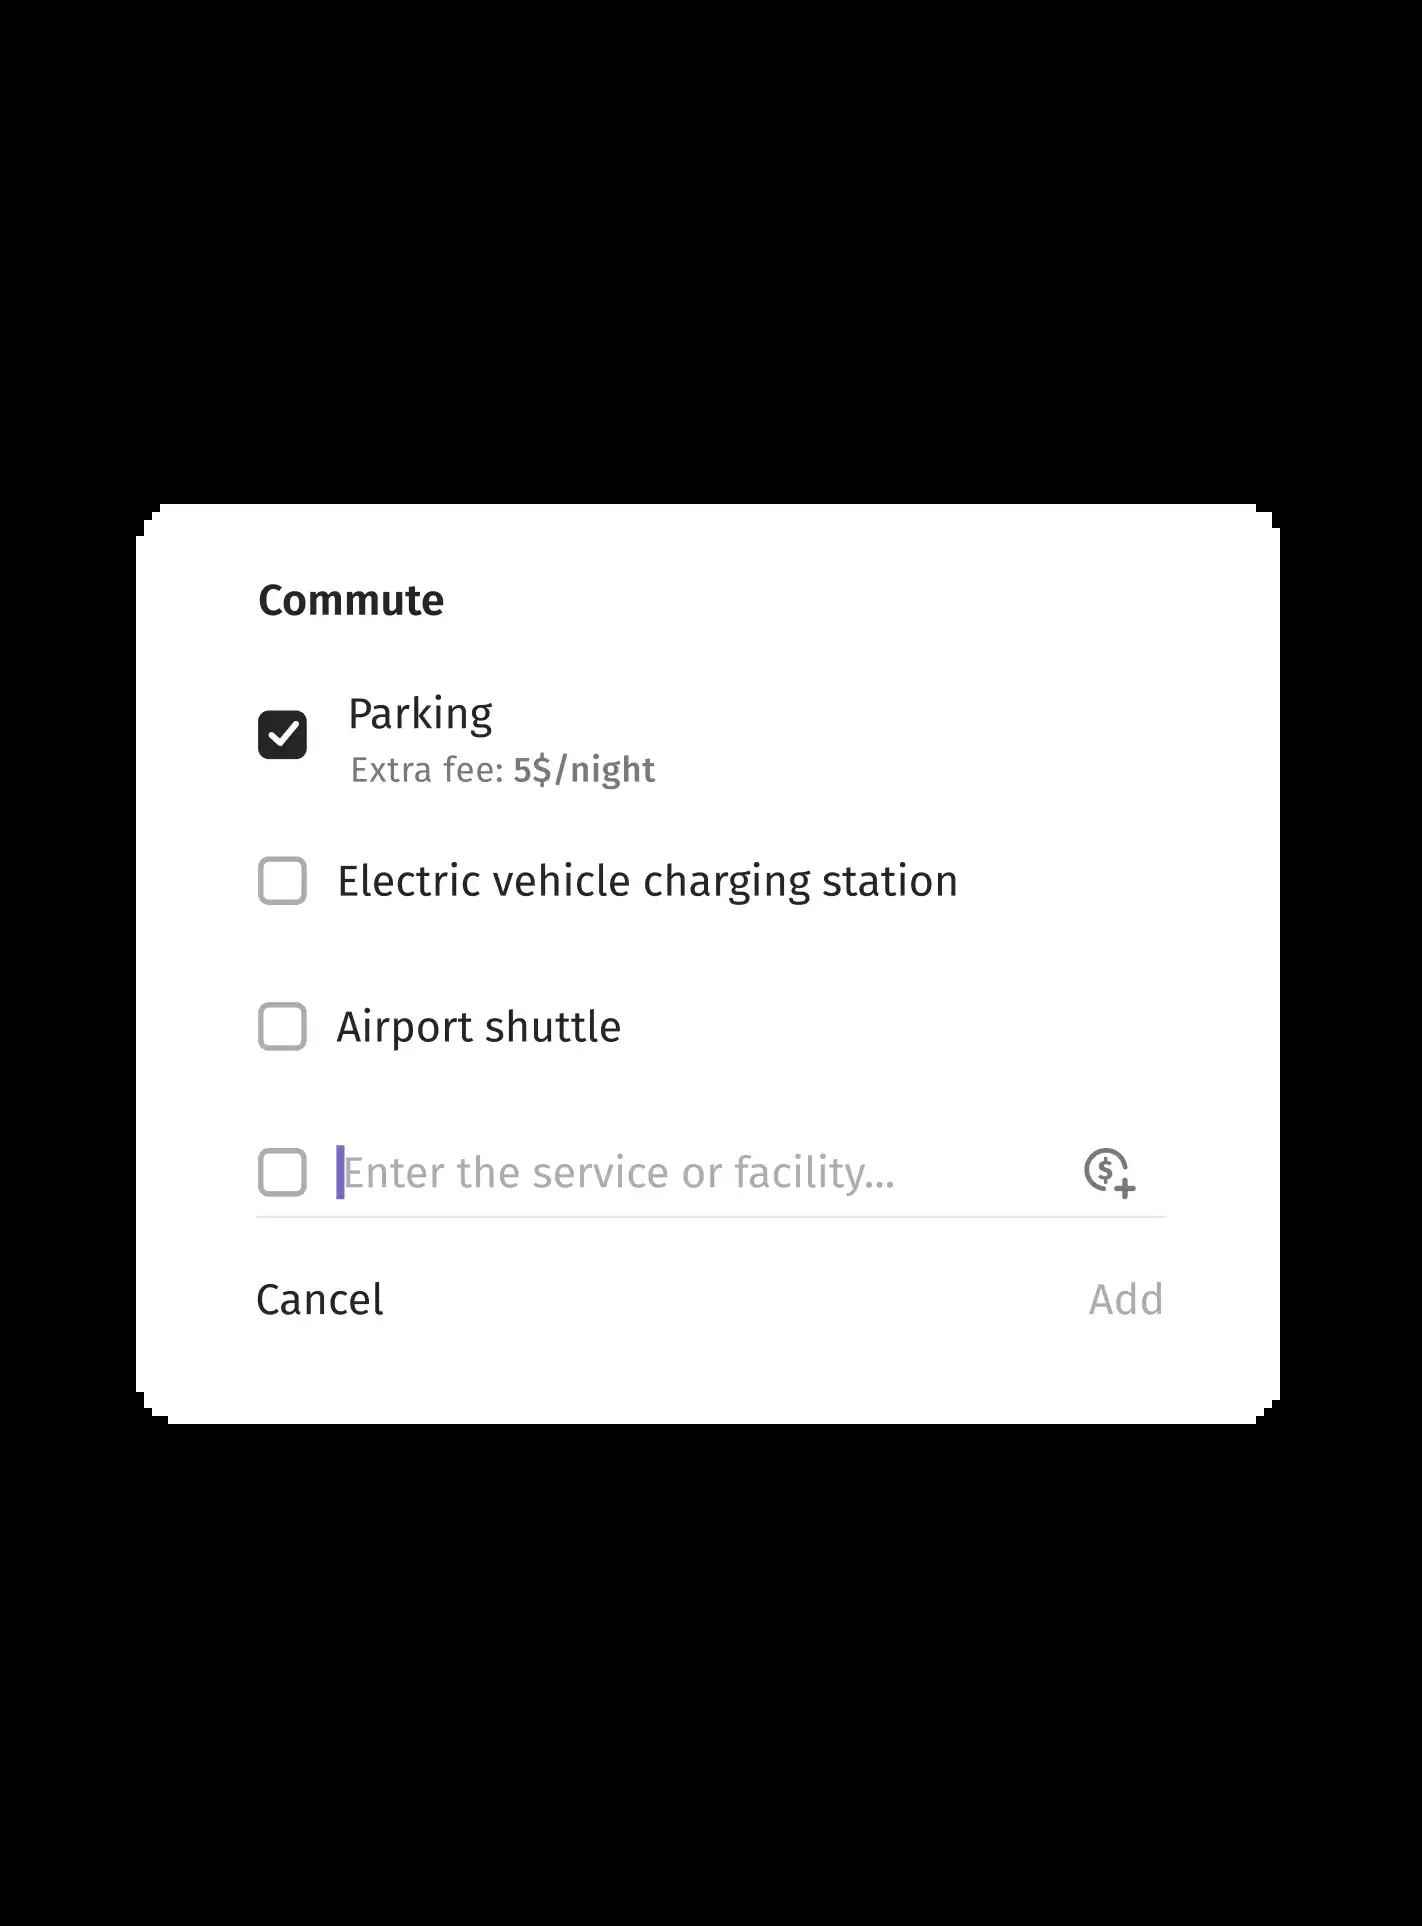 Commute
Parking
Extra fee: 5$/night
Electric vehicle charging station
Airport shuttle
Enter the service or facility...
$
Cancel
Add